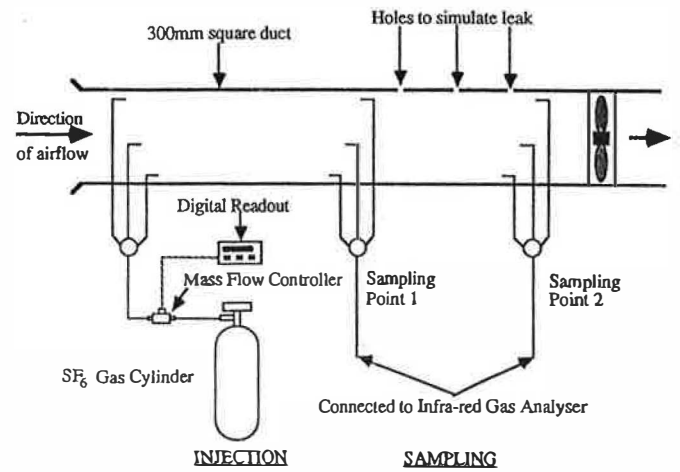 Holes to simulate leak
300mm square duct
Direction
of airflow
Digital Readout
Mass Flow Controller
Sampling
Point 1
Sampling
Point 2
SF6 Gas Cylinder
Connected to Infra-red Gas Analyser
INJECTION
SAMPLING